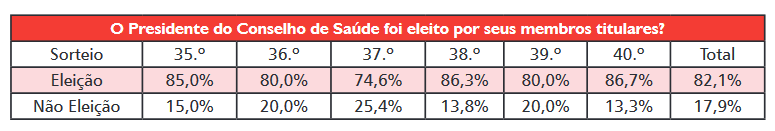 O Presidente do Conselho de Saúde foi eleito por seus membros titulares?
Sorteio 35.º 36.º 37.º 38.º 39.º 40.º Total
Eleição 85,0% 80,0% 74,6% 86,3% 80,0% 86,7% 82,1%
Não Eleição 15,0% 20,0% 25,4% 13,8% 20,0% 13,3% 17,9%